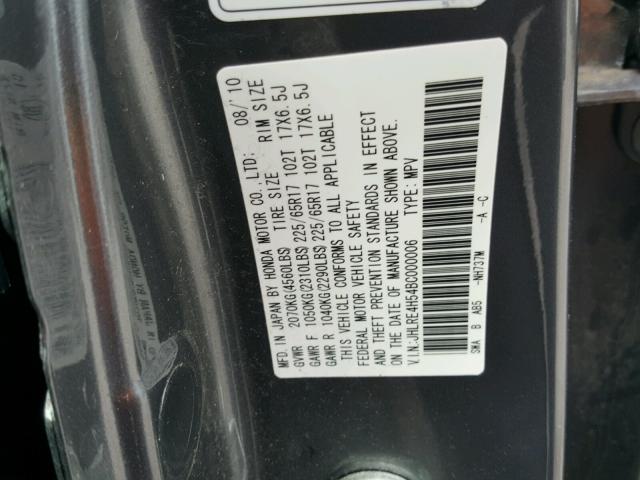 MFD. IN JAPAN BY HONDA MOTOR CO., LTD. 08/'10
GVWR 2070KG(4560LBS) TIRE SIZE RIM SIZE
GAWR F 1050KG(2310LBS) 225/65R17 102T 17X6.5J
GAWR R 1040KG(2290LBS) 225/65R17 102T 17X6.5J
THIS VEHICLE CONFORMS TO ALL APPLICABLE
FEDERAL MOTOR VEHICLE SAFETY
AND THEFT PREVENTION STANDARDS IN EFFECT
ON THE DATE OF MANUFACTURE SHOWN ABOVE.
V.I.N.:JHLRE4H54BC000006 TYPE: MPV
SWA B AB5 -NH737M -A -C